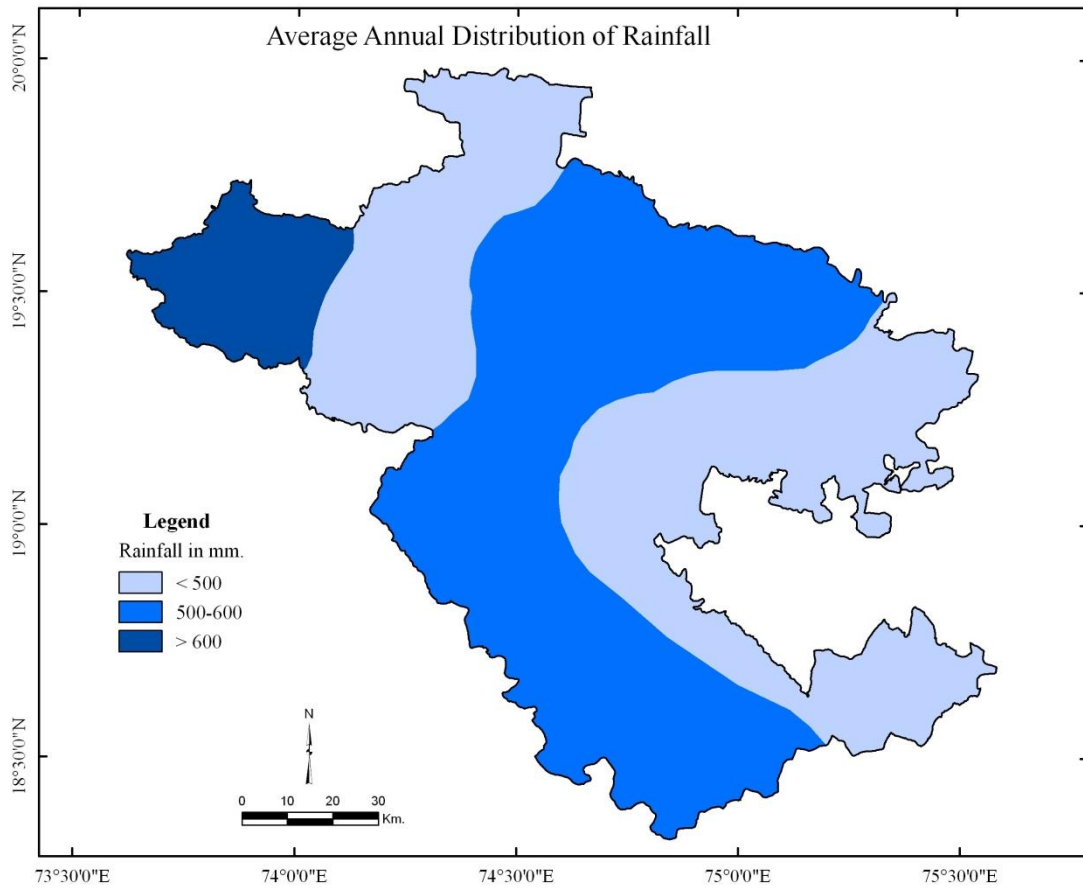 Average Annual Distribution of Rainfall
20°0'0"N
19°30'0"N
19°0'0"N
18°30'0"N
Legend
Rainfall in mm.
< 500
500-600
> 600
N
0 10 20 30
Km.
73°30'0"E 74°0'0"E 74°30'0"E 75°0'0"E 75°30'0"E